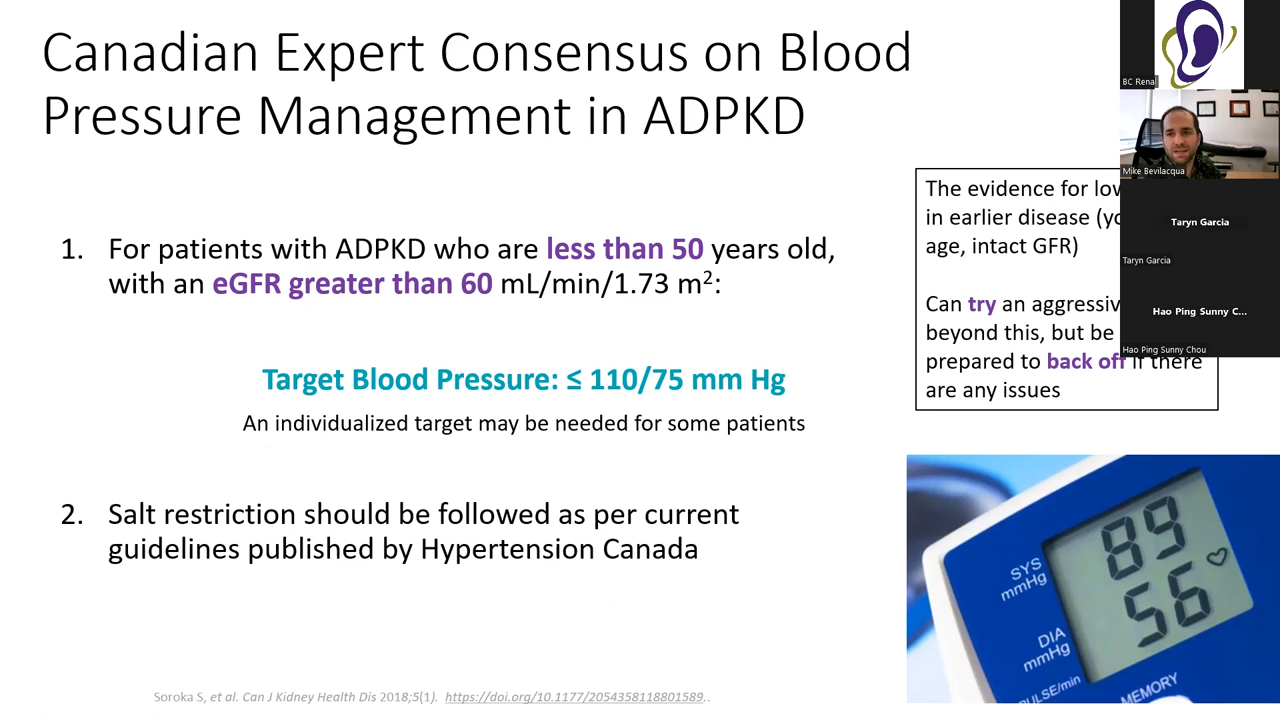 Canadian Expert Consensus on Blood
Pressure Management in ADPKD
BC Renal
Mike Bevilacqua
Taryn Garcia
Taryn Garcia
Hao Ping Sunny C...
Hao Ping Sunny Chou
1. For patients with ADPKD who are less than 50 years old,
with an eGFR greater than 60 mL/min/1.73 m²:
Target Blood Pressure: ≤ 110/75 mm Hg
An individualized target may be needed for some patients
2. Salt restriction should be followed as per current
guidelines published by Hypertension Canada
The evidence for
in earlier disease
age, intact GFR)
Can try an
beyond this, but be
prepared to back off if there
are any issues
SYS
mmHg
89
DIA
mmHg
56
PULSE/min
MEMORY
Soroka S, et al. Can J Kidney Health Dis 2018;5(1). https://doi.org/10.1177/2054358118801589..